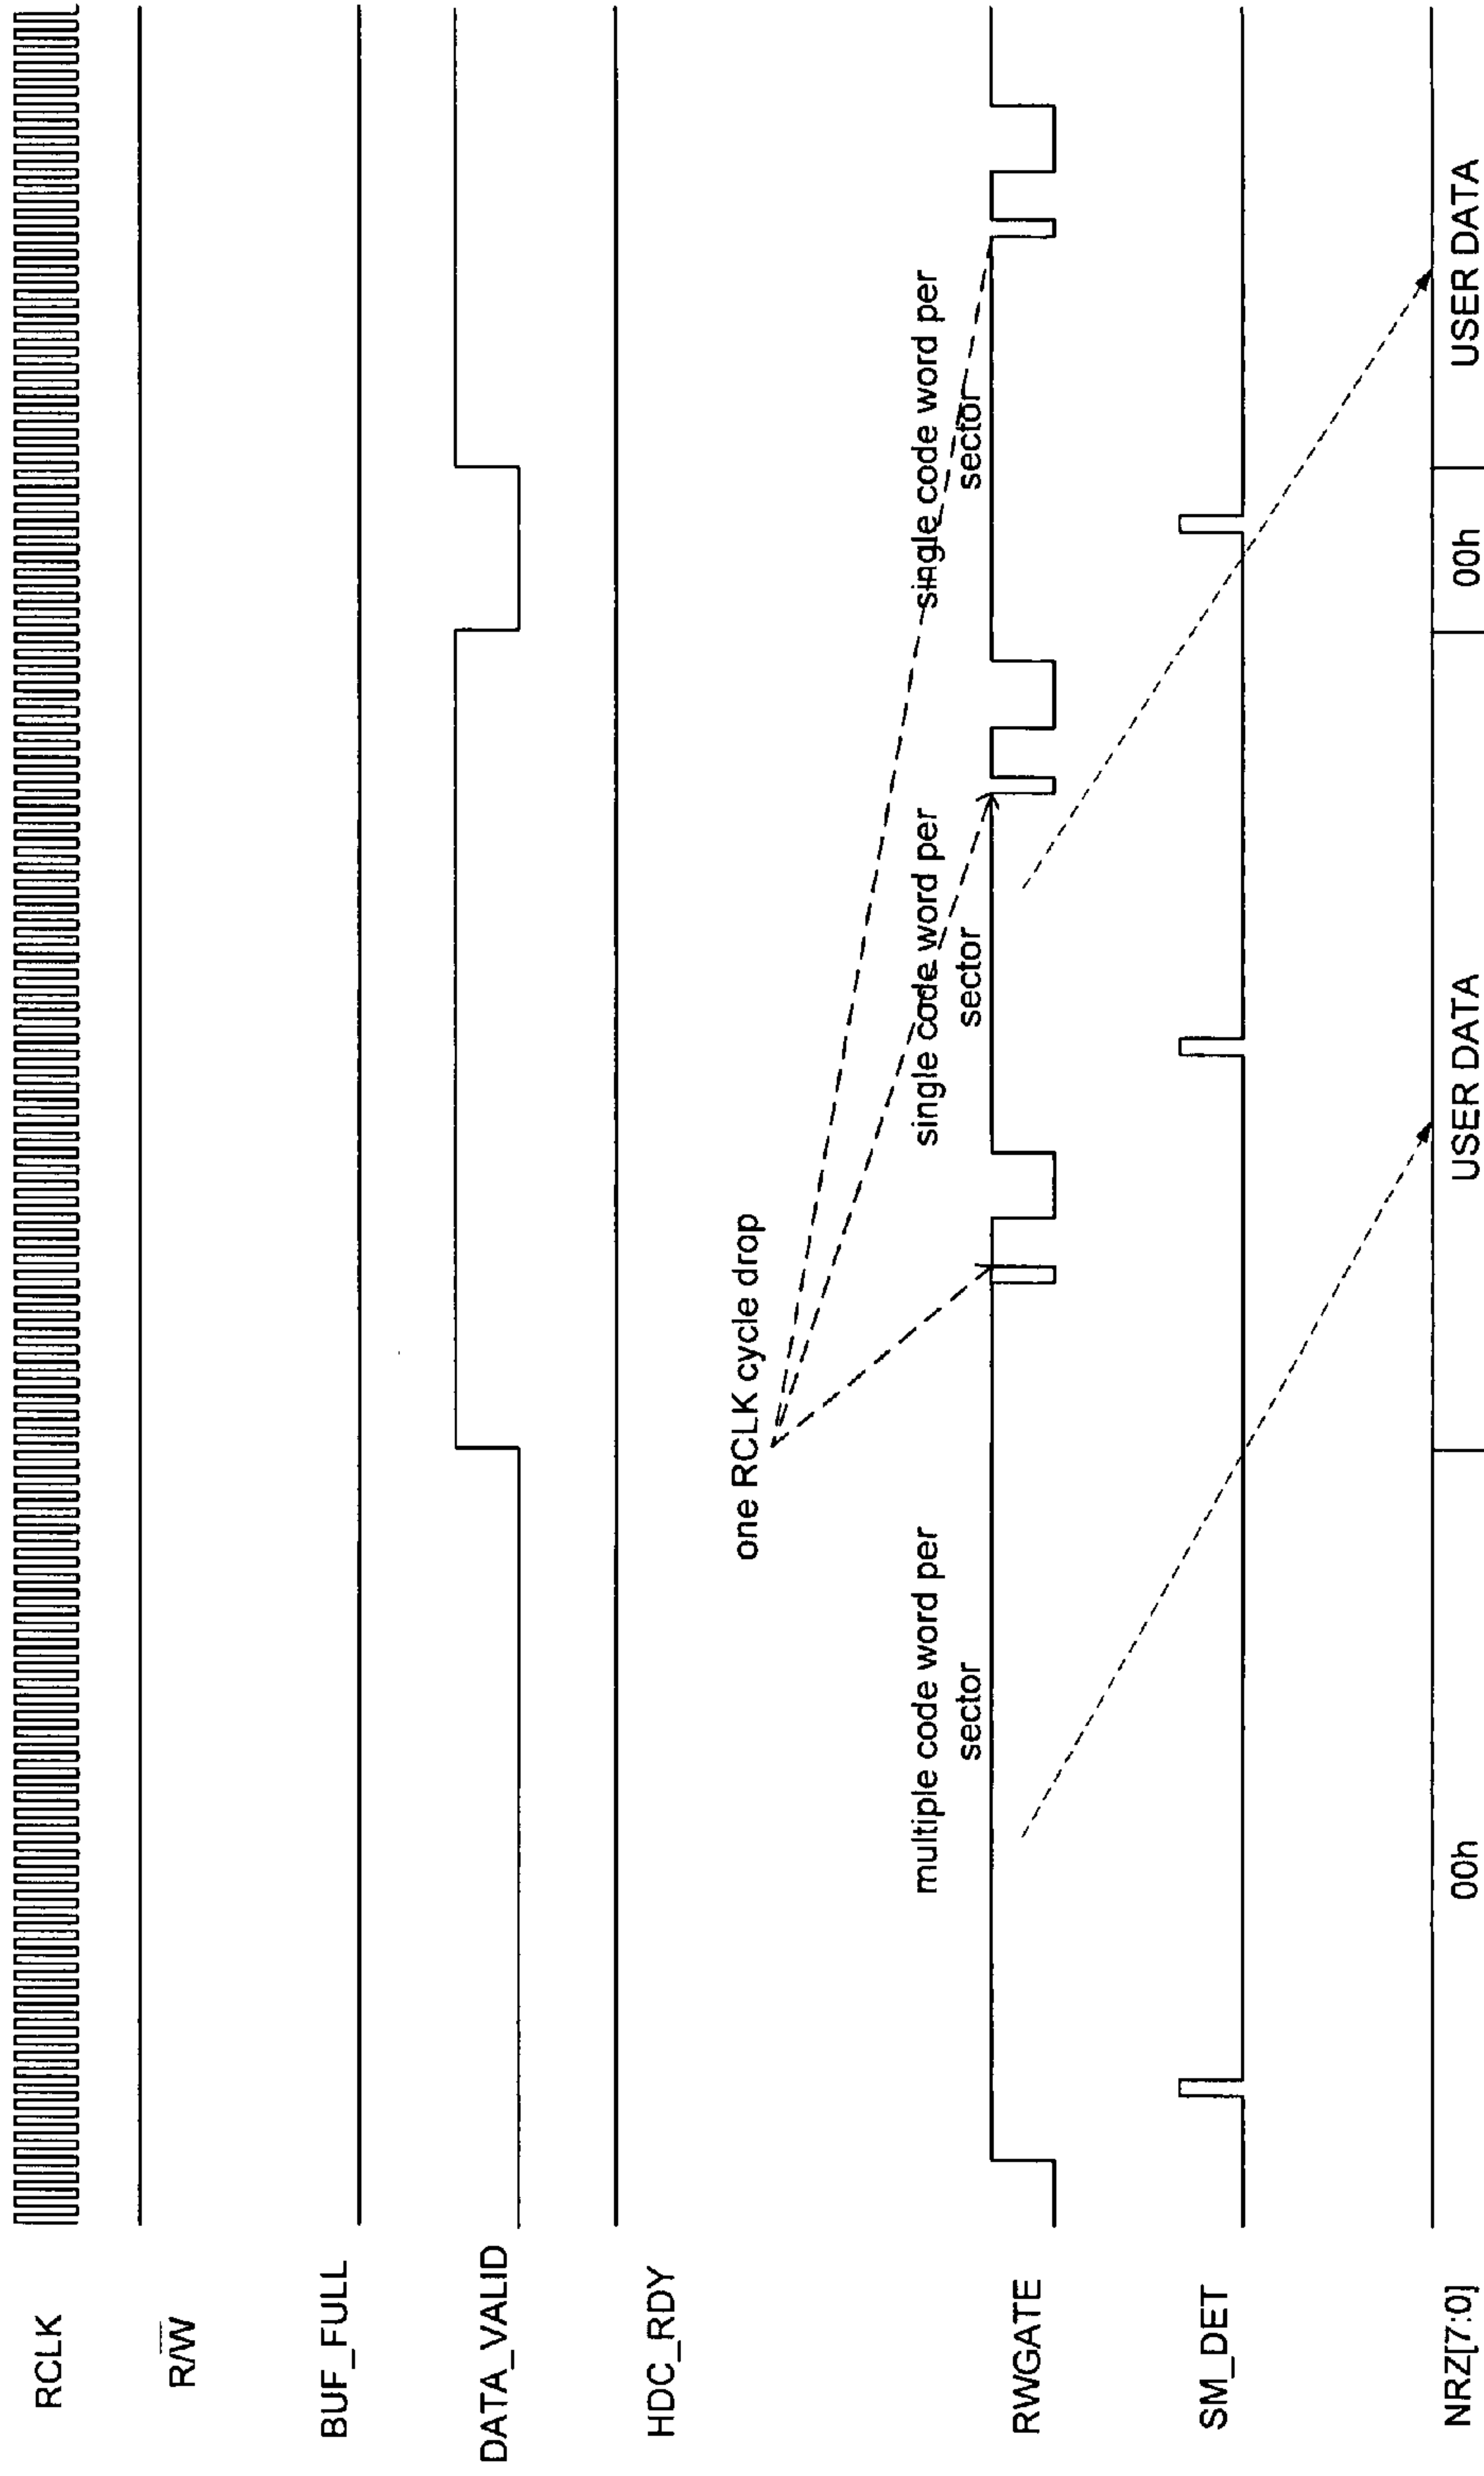 RCLK
R/W̅
BUF_FULL
DATA_VALID
HDC_RDY
one RCLK cycle drop
multiple code word per
sector
single code word per
sector
single code word per
sector
RWGATE
SM_DET
NRZ[7:0]
00h
USER DATA
00h
USER DATA